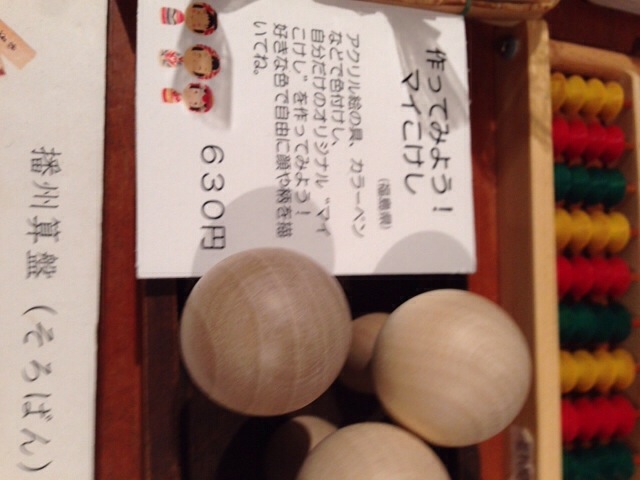 作ってみよう!
マイこけし
(福島県)
アクリル絵の具、カラーペン
などで色付けし、
自分だけのオリジナル“マイ
こけし”を作ってみよう!
好きな色で自由に顔や柄を描
いてね。
630円
播州算盤(そろばん)